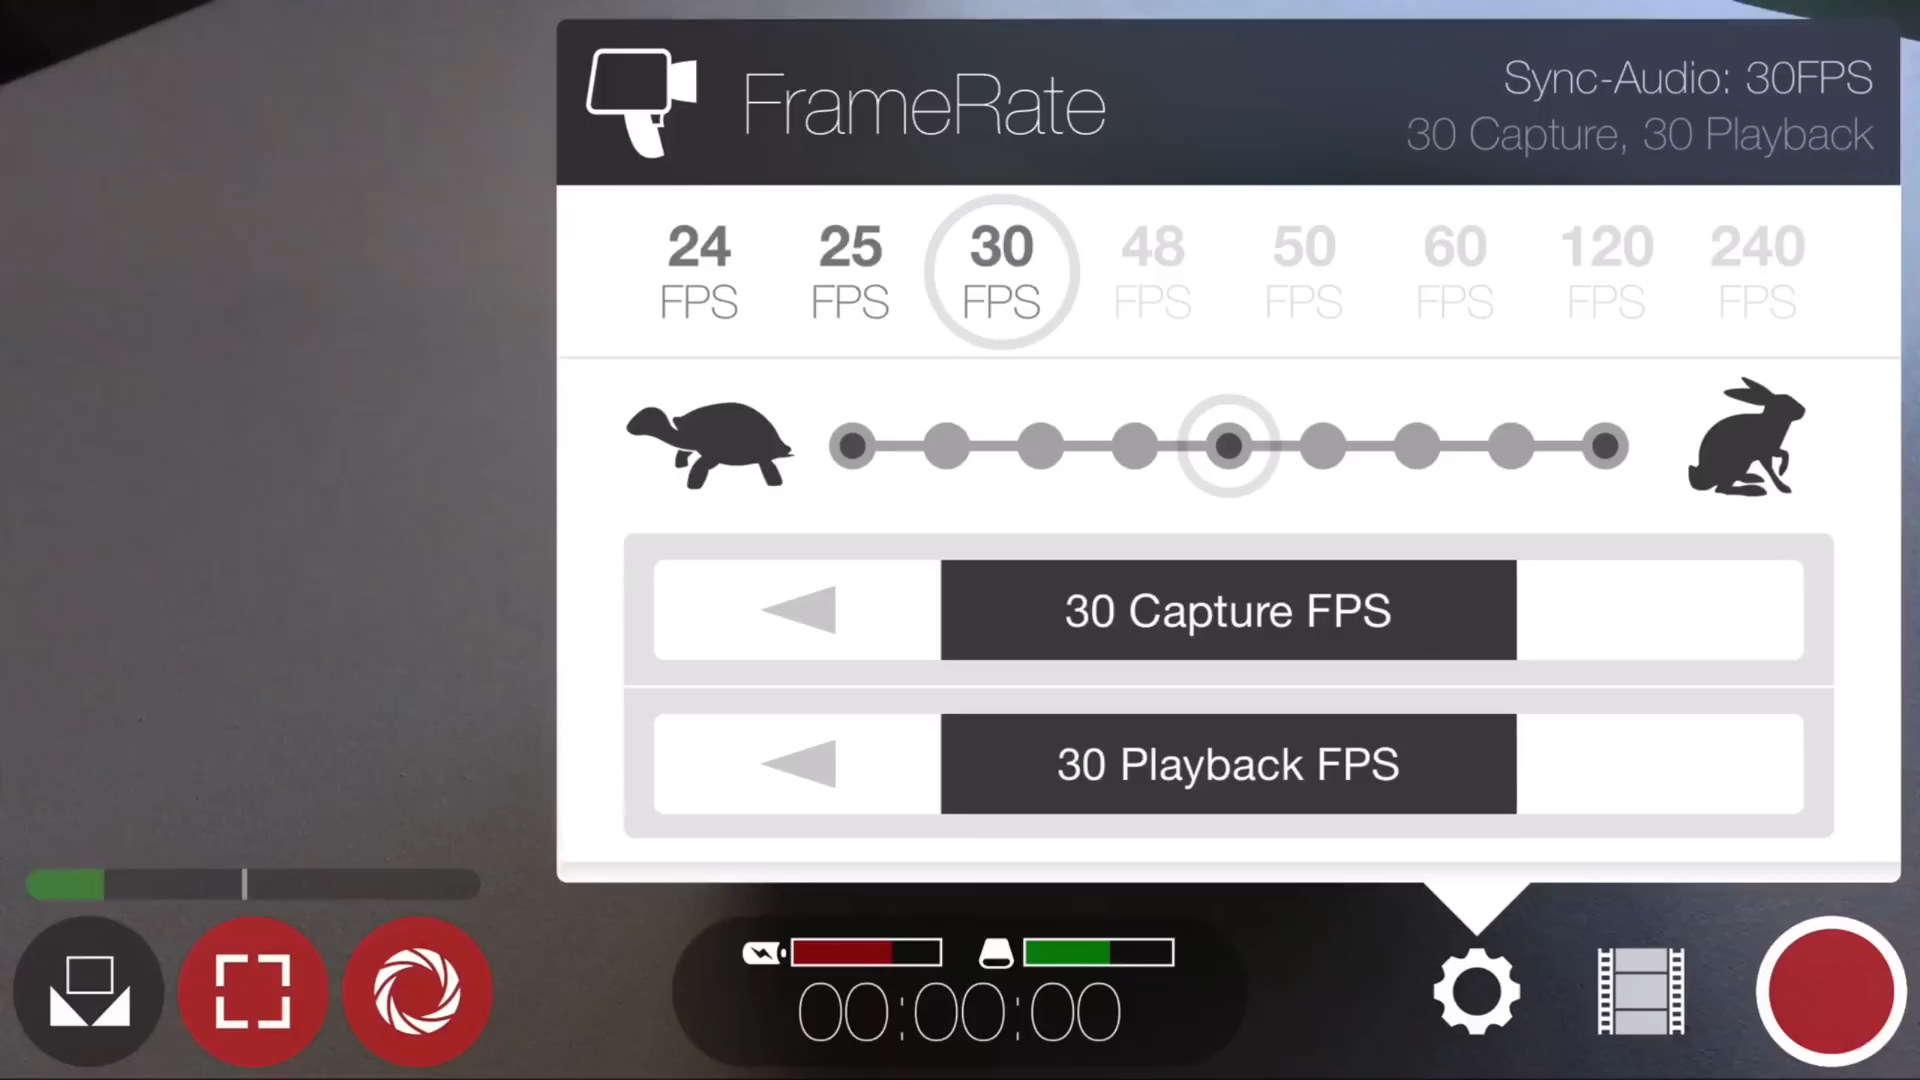 FrameRate
Sync-Audio: 30FPS
30 Capture, 30 Playback
24 25 30 48 50 60 120 240
FPS FPS FPS FPS FPS FPS FPS FPS
30 Capture FPS
30 Playback FPS
00:00:00